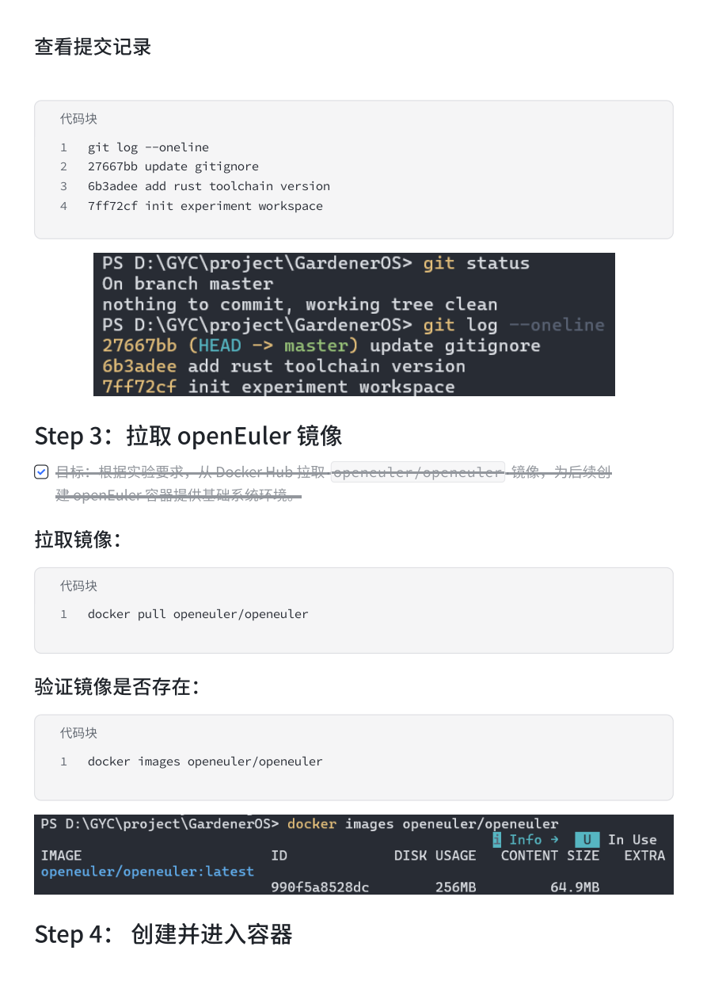 查看提交记录
代码块
1 git log --oneline
2 27667bb update gitignore
3 6b3adee add rust toolchain version
4 7ff72cf init experiment workspace
PS D:\GYC\project\GardenerOS> git status
On branch master
nothing to commit, working tree clean
PS D:\GYC\project\GardenerOS> git log --oneline
27667bb (HEAD -> master) update gitignore
6b3adee add rust toolchain version
7ff72cf init experiment workspace
Step 3：拉取 openEuler 镜像
目标：根据实验要求，从 Docker Hub 拉取 openeuler/openeuler 镜像，为后续创
建 openEuler 容器提供基础系统环境。
拉取镜像：
代码块
1 docker pull openeuler/openeuler
验证镜像是否存在：
代码块
1 docker images openeuler/openeuler
PS D:\GYC\project\GardenerOS> docker images openeuler/openeuler
i Info → U In Use
IMAGE ID DISK USAGE CONTENT SIZE EXTRA
openeuler/openeuler:latest
990f5a8528dc 256MB 64.9MB
Step 4： 创建并进入容器